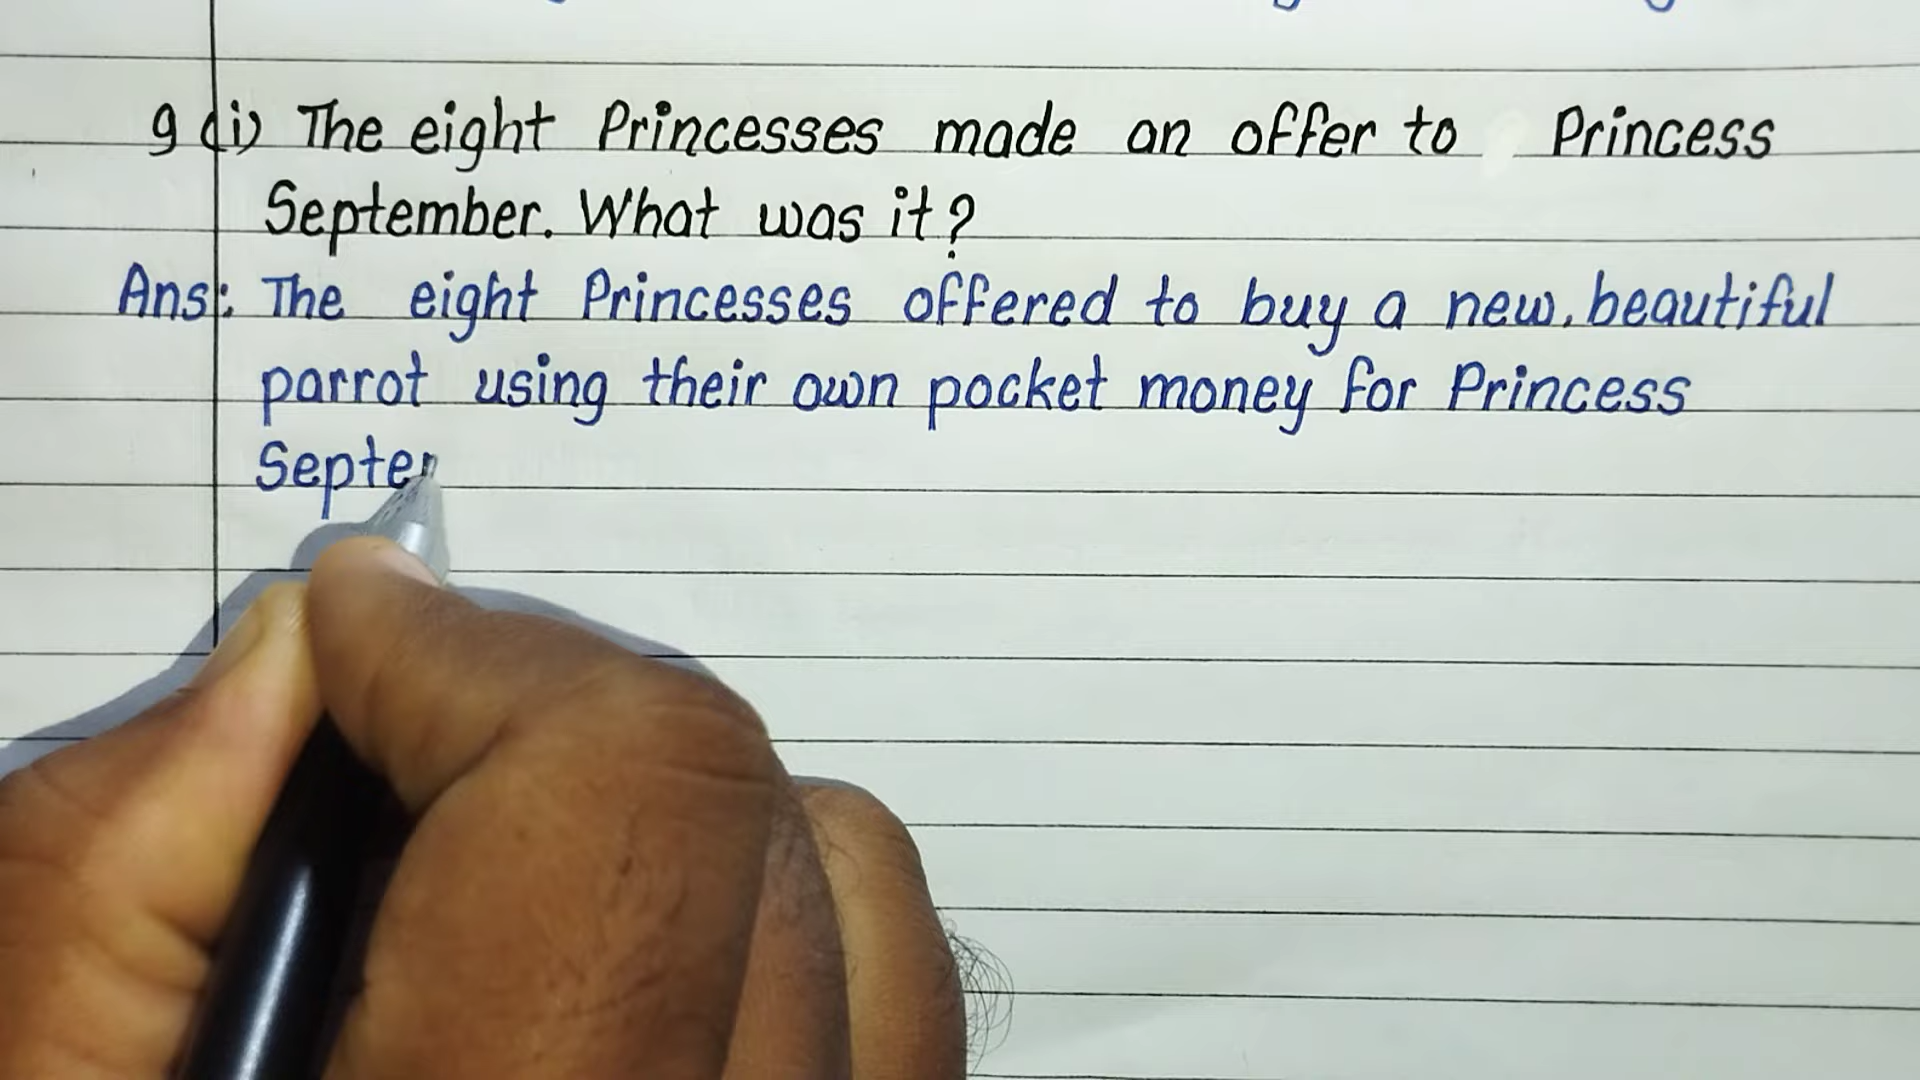 9 (i) The eight Princesses made an offer to Princess
September. What was it?
Ans: The eight Princesses offered to buy a new, beautiful
parrot using their own pocket money for Princess
Septem